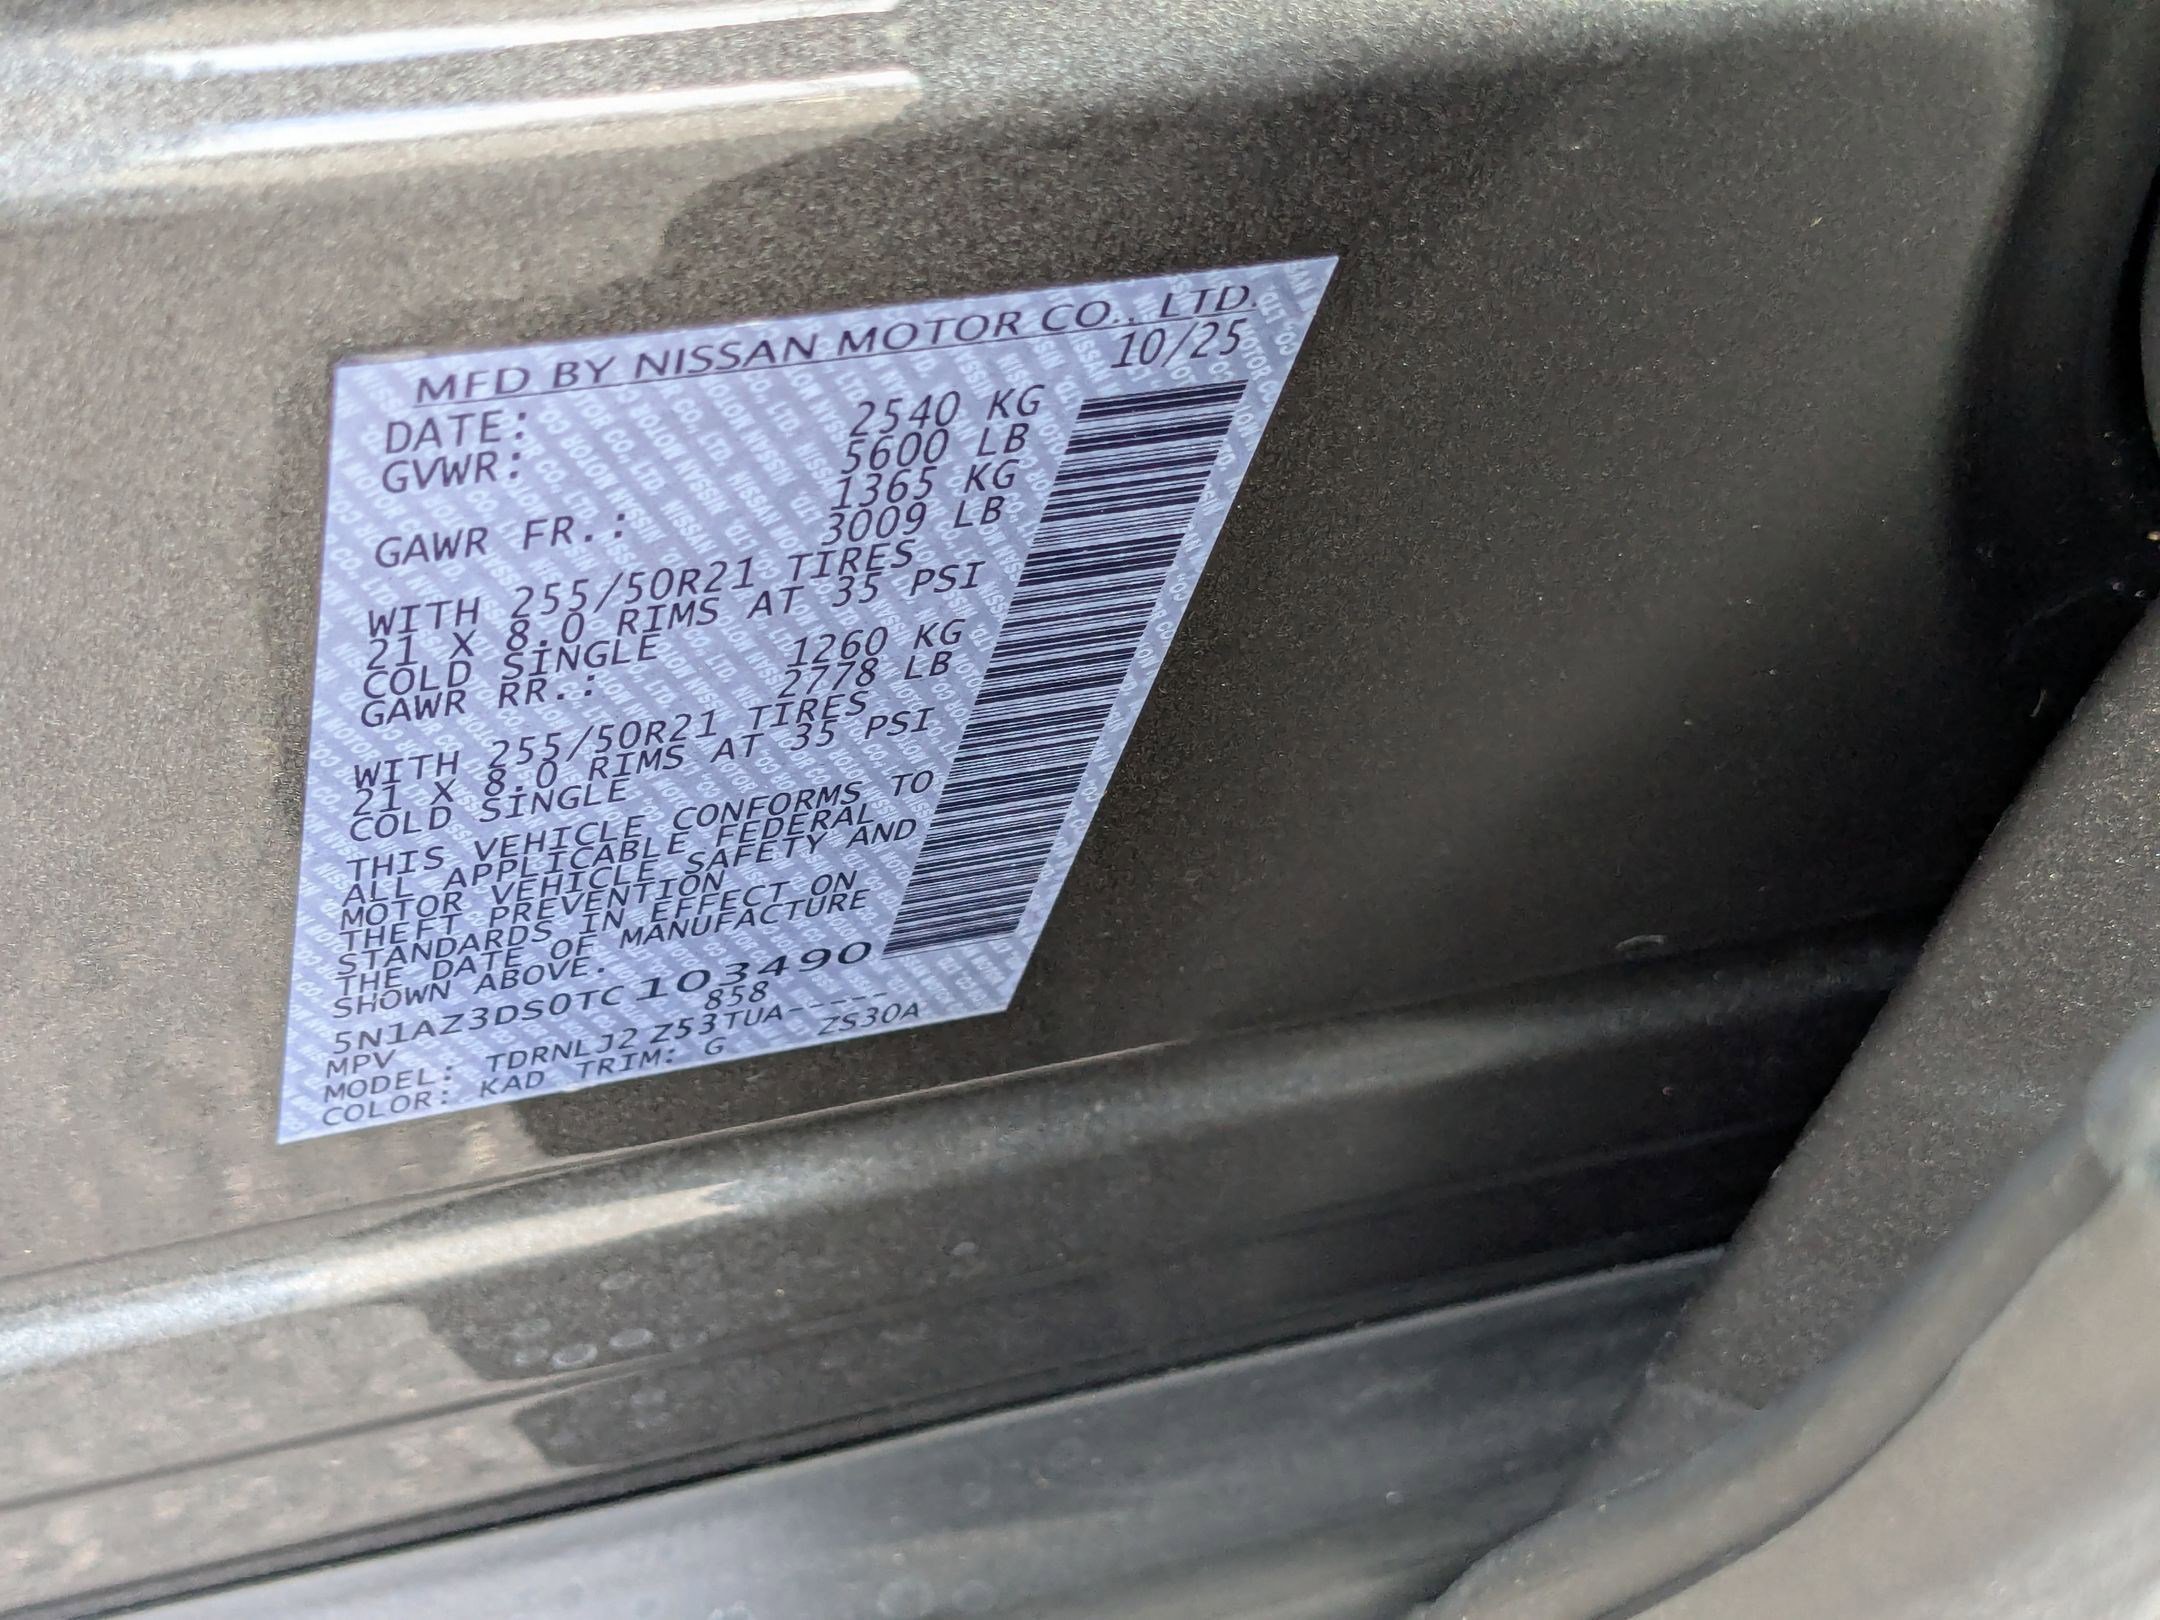 MFD BY NISSAN MOTOR CO., LTD.
DATE: 10/25
GVWR: 2540 KG
5600 LB
GAWR FR.: 1365 KG
3009 LB
WITH 255/50R21 TIRES
21 X 8.0 RIMS AT 35 PSI
COLD SINGLE
GAWR RR.: 1260 KG
2778 LB
WITH 255/50R21 TIRES
21 X 8.0 RIMS AT 35 PSI
COLD SINGLE
THIS VEHICLE CONFORMS TO
ALL APPLICABLE FEDERAL
MOTOR VEHICLE SAFETY AND
THEFT PREVENTION
STANDARDS IN EFFECT ON
THE DATE OF MANUFACTURE
SHOWN ABOVE.
5N1AZ3DS0TC103490
MPV 858
MODEL: TDRNLJ2 Z53TUA-----
COLOR: KAD TRIM: G ZS30A